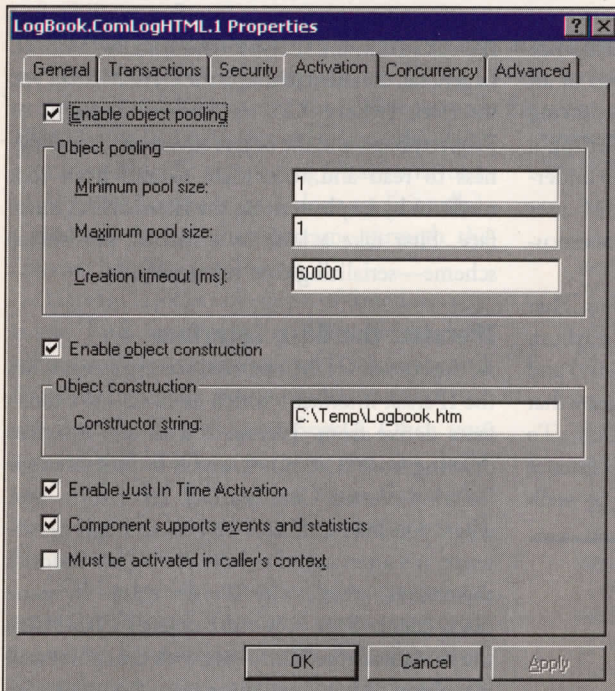 LogBook.ComLogHTML.1 Properties
General Transactions Security Activation Concurrency Advanced
Enable object pooling
Object pooling
Minimum pool size: 1
Maximum pool size: 1
Creation timeout (ms): 60000
Enable object construction
Object construction
Constructor string: C:\Temp\Logbook.htm
Enable Just In Time Activation
Component supports events and statistics
Must be activated in caller's context
OK Cancel Apply